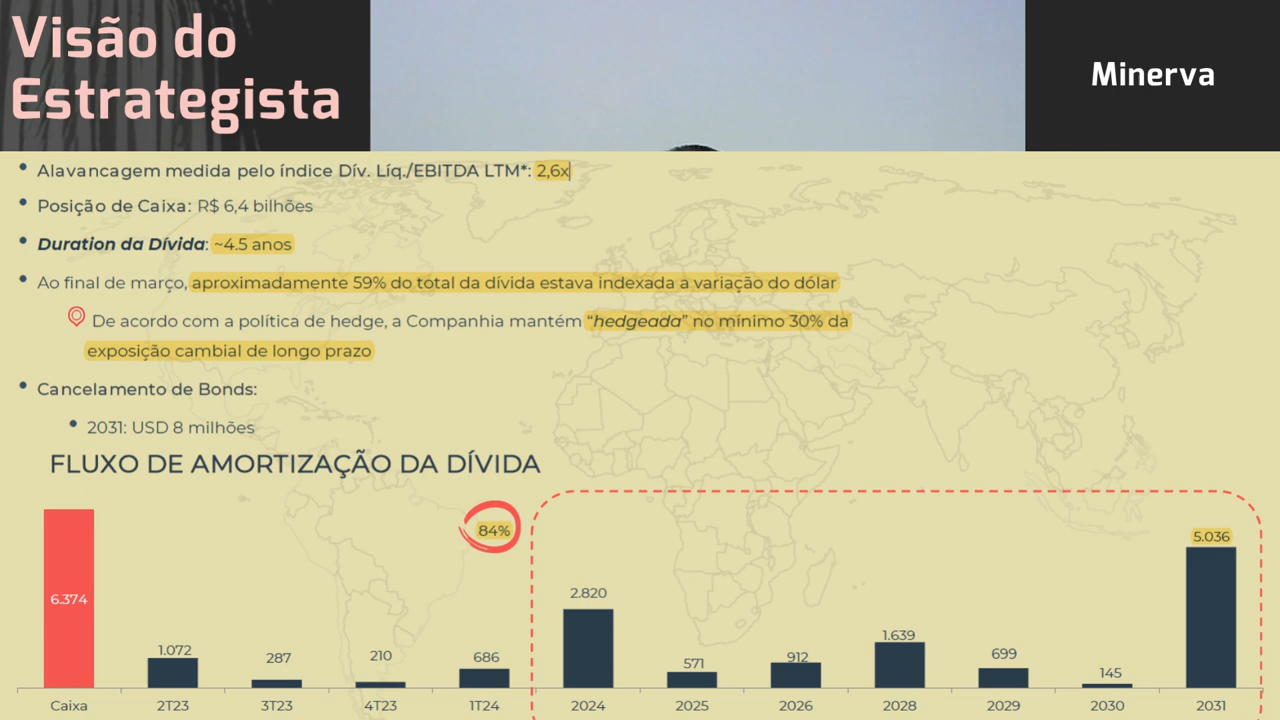 Visão do
Estrategista
Minerva
• Alavancagem medida pelo índice Dív. Líq./EBITDA LTM*: 2,6x
• Posição de Caixa: R$ 6,4 bilhões
• Duration da Dívida: ~4.5 anos
• Ao final de março, aproximadamente 59% do total da dívida estava indexada a variação do dólar
De acordo com a política de hedge, a Companhia mantém “hedgeada” no mínimo 30% da
exposição cambial de longo prazo
• Cancelamento de Bonds:
• 2031: USD 8 milhões
FLUXO DE AMORTIZAÇÃO DA DÍVIDA
84%
6.374 1.072 287 210 686 2.820 571 912 1.639 699 145 5.036
Caixa 2T23 3T23 4T23 1T24 2024 2025 2026 2028 2029 2030 2031